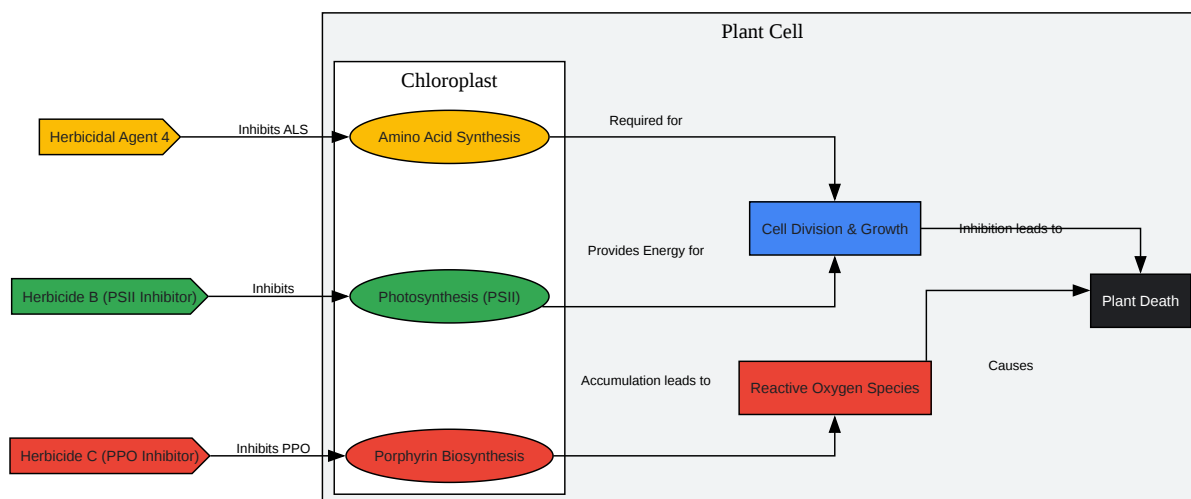 Plant Cell
Chloroplast
Herbicidal Agent 4
Inhibits ALS
Amino Acid Synthesis
Required for
Cell Division & Growth
Inhibition leads to
Provides Energy for
Herbicide B (PSII Inhibitor)
Inhibits
Photosynthesis (PSII)
Plant Death
Accumulation leads to
Reactive Oxygen Species
Causes
Herbicide C (PPO Inhibitor)
Inhibits PPO
Porphyrin Biosynthesis